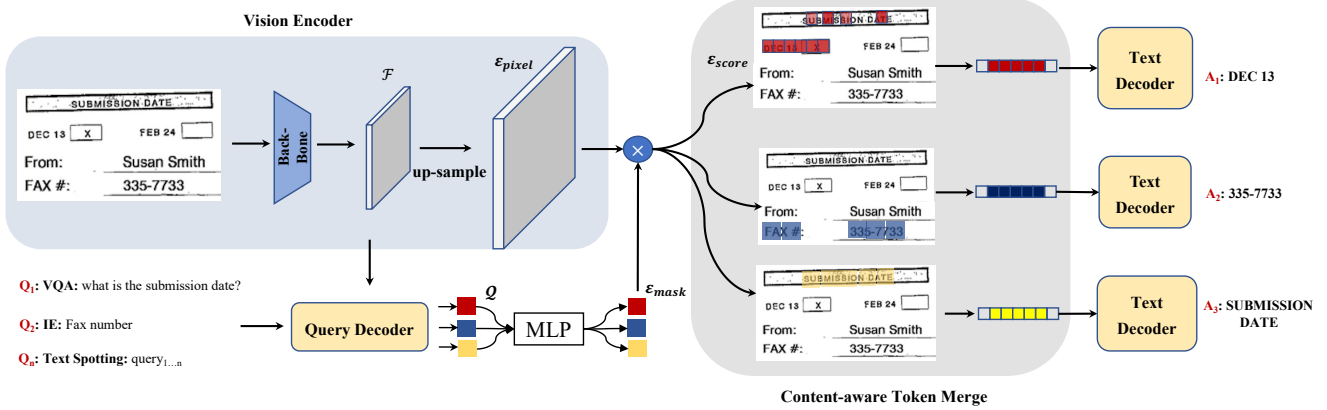 Vision Encoder
SUBMISSION DATE
DEC 13 X FEB 24
From: Susan Smith
FAX #: 335-7733
Back-Bone
ℱ
up-sample
ε_pixel
Q₁: VQA: what is the submission date?
Q₂: IE: Fax number
Qₙ: Text Spotting: query₁…ₙ
Query Decoder
Q
MLP
ε_mask
×
ε_score
SUBMISSION DATE
DEC 13 X FEB 24
From: Susan Smith
FAX #: 335-7733
SUBMISSION DATE
DEC 13 X FEB 24
From: Susan Smith
FAX #: 335-7733
SUBMISSION DATE
DEC 13 X FEB 24
From: Susan Smith
FAX #: 335-7733
Content-aware Token Merge
Text
Decoder
A₁: DEC 13
Text
Decoder
A₂: 335-7733
Text
Decoder
A₃: SUBMISSION
DATE